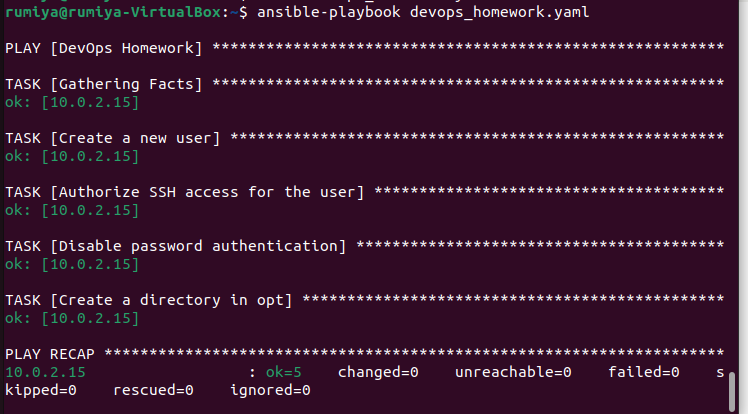 rumiya@rumiya-VirtualBox:~$ ansible-playbook devops_homework.yaml
PLAY [DevOps Homework] *********************************************************
TASK [Gathering Facts] *********************************************************
ok: [10.0.2.15]
TASK [Create a new user] *******************************************************
ok: [10.0.2.15]
TASK [Authorize SSH access for the user] ***************************************
ok: [10.0.2.15]
TASK [Disable password authentication] *****************************************
ok: [10.0.2.15]
TASK [Create a directory in opt] ***********************************************
ok: [10.0.2.15]
PLAY RECAP *********************************************************************
10.0.2.15                  : ok=5    changed=0    unreachable=0    failed=0    s
kipped=0    rescued=0    ignored=0